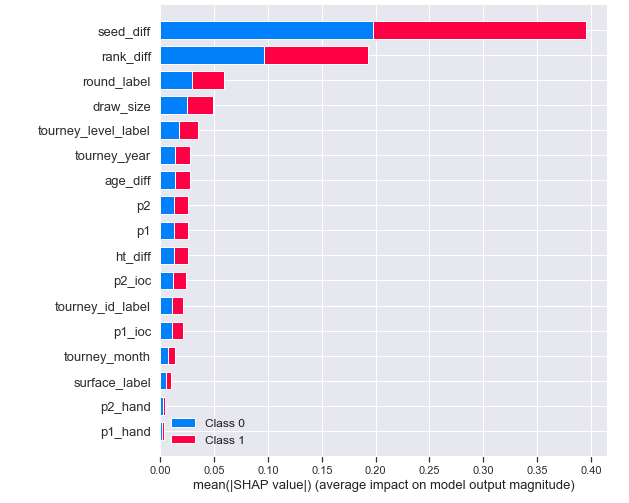 seed_diff
rank_diff
round_label
draw_size
tourney_level_label
tourney_year
age_diff
p2
p1
ht_diff
p2_ioc
tourney_id_label
p1_ioc
tourney_month
surface_label
p2_hand
p1_hand
Class 0
Class 1
0.00 0.05 0.10 0.15 0.20 0.25 0.30 0.35 0.40
mean(|SHAP value|) (average impact on model output magnitude)